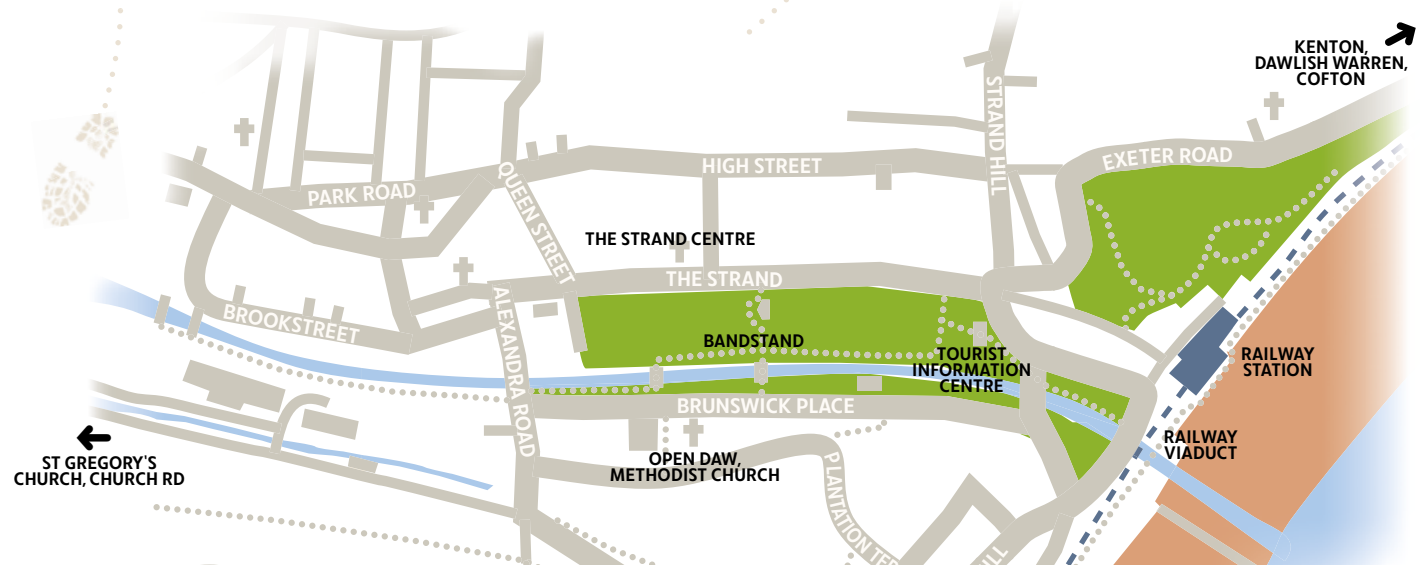 KENTON,
DAWLISH WARREN,
COFTON
STRAND HILL
EXETER ROAD
HIGH STREET
PARK ROAD
QUEEN STREET
THE STRAND CENTRE
THE STRAND
ALEXANDRA ROAD
BROOKSTREET
BANDSTAND
TOURIST
INFORMATION
CENTRE
RAILWAY
STATION
BRUNSWICK PLACE
RAILWAY
VIADUCT
ST GREGORY'S
CHURCH, CHURCH RD
OPEN DAW,
METHODIST CHURCH
PLANTATION